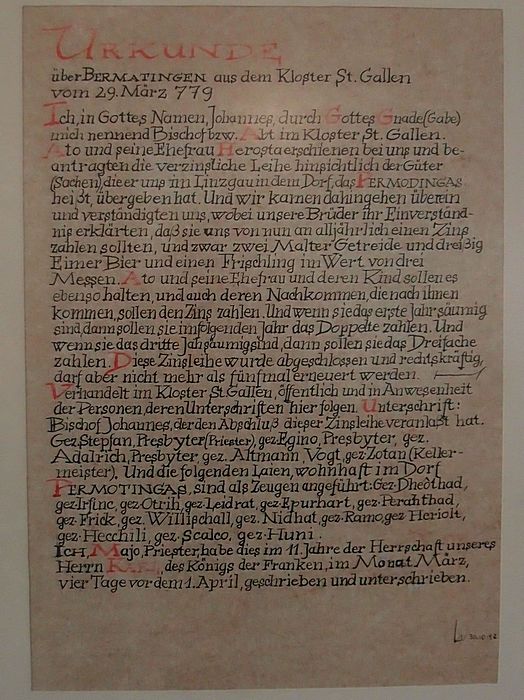 URKUNDE
über BERMATINGEN aus dem Kloster St. Gallen
vom 29. März 779
Ich, in Gottes Namen, Johannes, durch Gottes Gnade (Gabe)
mich nennend Bischof bzw. Abt im Kloster St. Gallen.
Ato und seine Ehefrau Herosta erschienen bei uns und be-
antragten die verzinsliche Leihe hinsichtlich der Güter
(Sachen), die er uns im Linzgau in dem Dorf, das PERMODINGAS
heißt, übergeben hat. Und wir kamen dahingehen überein
und verständigten uns, wobei unsere Brüder ihr Einverständ-
nis erklärten, daß sie uns von nun an alljährlich einen Zins
zahlen sollten, und zwar zwei Malter Getreide und dreißig
Eimer Bier und einen Frischling im Wert von drei
Messen. Ato und seine Ehefrau und deren Kind sollen es
ebenso halten, und auch deren Nachkommen, die nach ihnen
kommen, sollen den Zins zahlen. Und wenn sie das erste Jahr säumig
sind, dann sollen sie im folgenden Jahr das Doppelte zahlen. Und
wenn sie das dritte Jahr säumig sind, dann sollen sie das Dreifache
zahlen. Diese Zinsleihe wurde abgeschlossen und rechtskräftig,
darf aber nicht mehr als fünfmal erneuert werden.
Verhandelt im Kloster St. Gallen, öffentlich und in Anwesenheit
der Personen, deren Unterschriften hier folgen. Unterschrift:
Bischof Johannes, der den Abschluß dieser Zinsleihe veranlaßt hat.
Gez. Stepfan, Presbyter (Priester), gez. Egino, Presbyter, gez.
Adalrich, Presbyter, gez. Altmann, Vogt, gez. Zotan (Keller-
meister). Und die folgenden Laien, wohnhaft im Dorf
PERMOTINGAS, sind als Zeugen angeführt: Gez. Dheothad,
gez. Irfinc, gez. Otrih, gez. Leidrat, gez. Epurhart, gez. Perahthad,
gez. Frick, gez. Willischall, gez. Nidhat, gez. Ramo, gez. Heriolt,
gez. Hecchili, gez. Scalco, gez. Huni.
ICH, Majo, Priester, habe dies im 11. Jahre der Herrschaft unseres
Herrn KARL, des Königs der Franken, im Monat März,
vier Tage vor dem 1. April, geschrieben und unterschrieben.